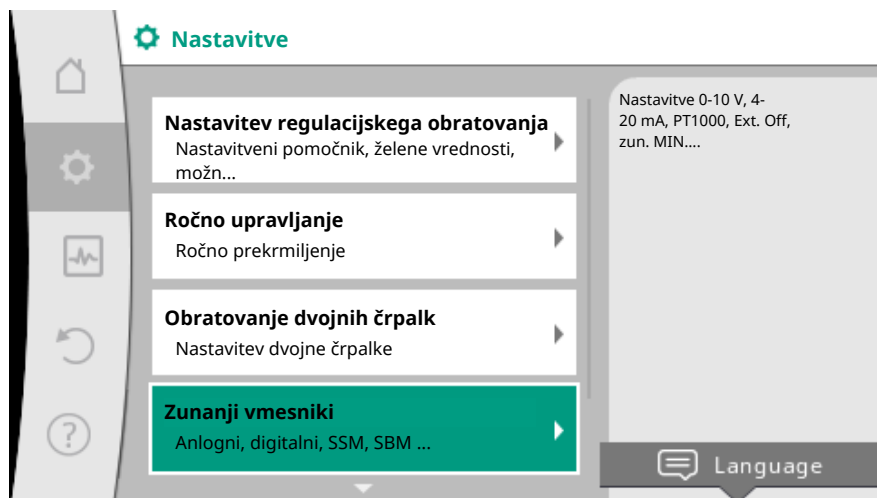 Nastavitve
Nastavitev regulacijskega obratovanja
Nastavitveni pomočnik, želene vrednosti,
možn...
Ročno upravljanje
Ročno prekrmiljenje
Obratovanje dvojnih črpalk
Nastavitev dvojne črpalke
Zunanji vmesniki
Anlogni, digitalni, SSM, SBM ...
Nastavitve 0-10 V, 4-
20 mA, PT1000, Ext. Off,
zun. MIN....
Language